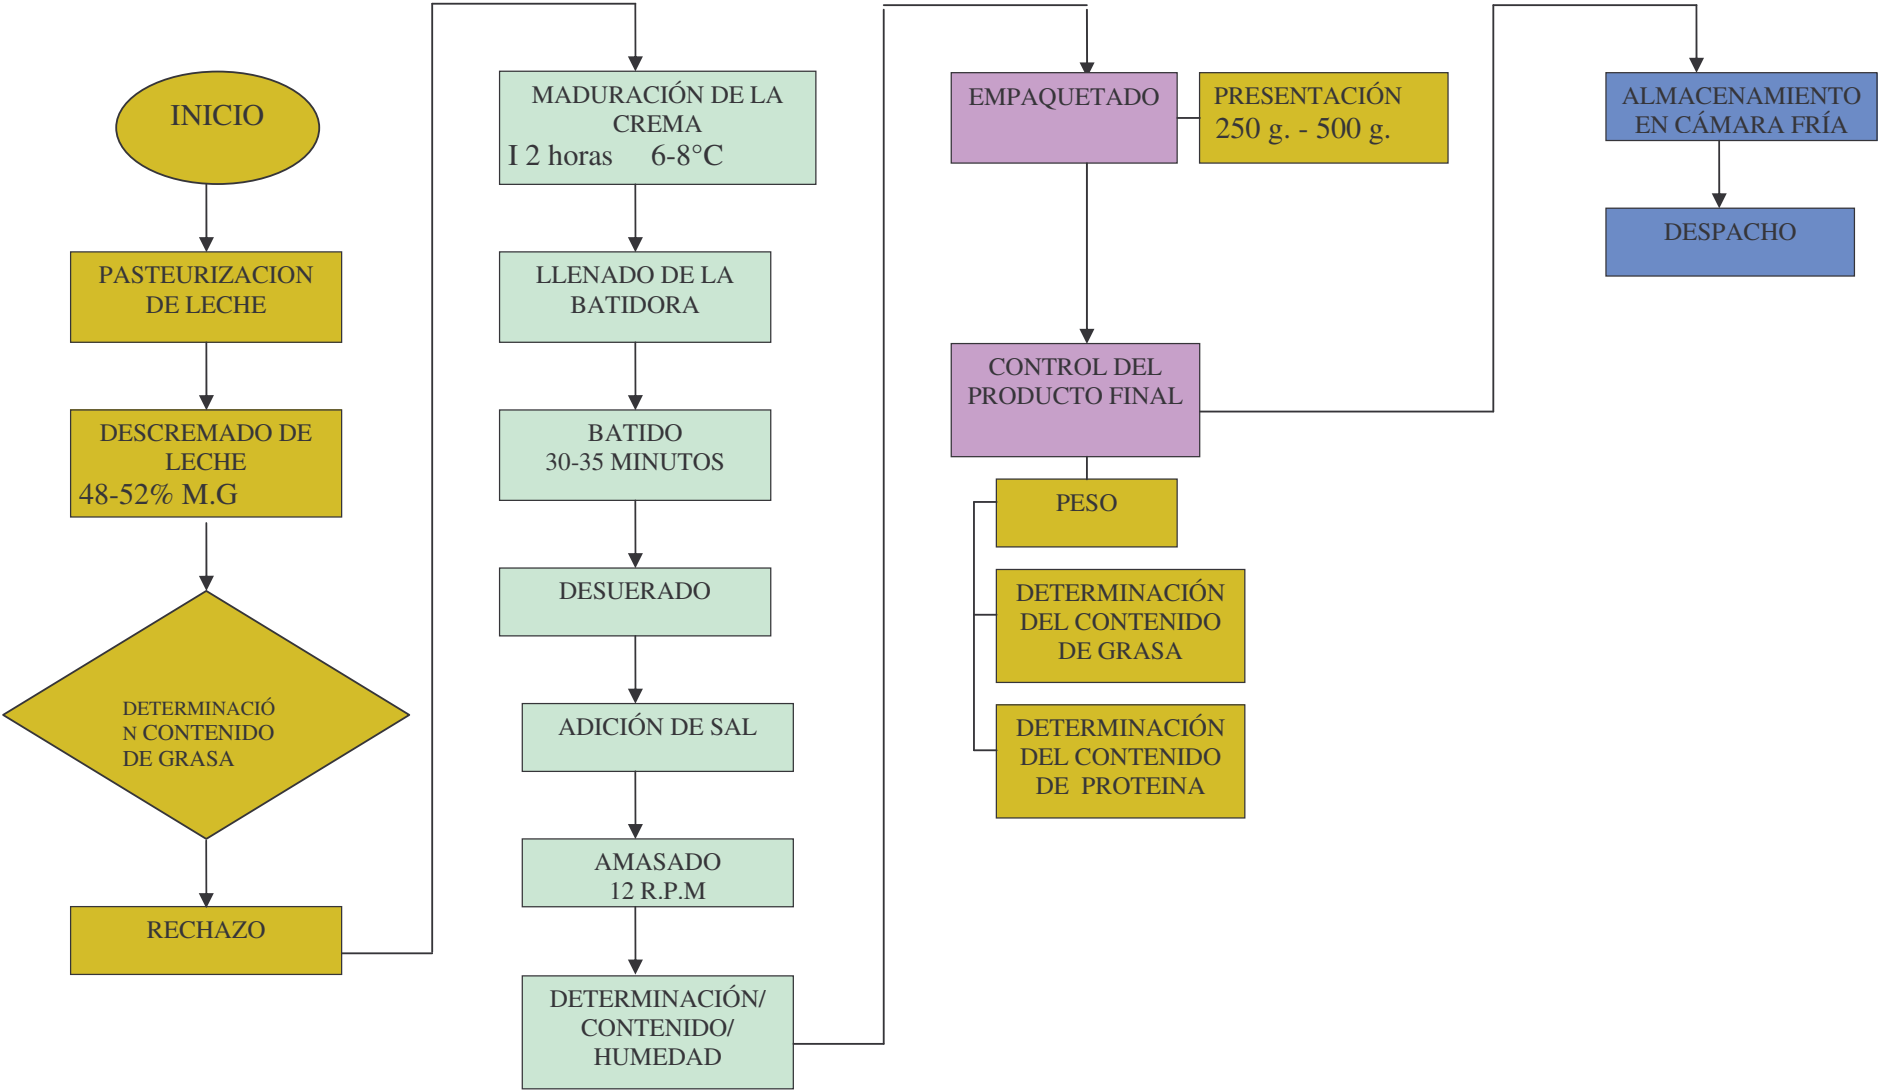 INICIO
PASTEURIZACION
DE LECHE
DESCREMADO DE
LECHE
48-52% M.G
DETERMINACIÓ
N CONTENIDO
DE GRASA
RECHAZO
MADURACIÓN DE LA
CREMA
I 2 horas 6-8°C
LLENADO DE LA
BATIDORA
BATIDO
30-35 MINUTOS
DESUERADO
ADICIÓN DE SAL
AMASADO
12 R.P.M
DETERMINACIÓN/
CONTENIDO/
HUMEDAD
EMPAQUETADO
PRESENTACIÓN
250 g. - 500 g.
CONTROL DEL
PRODUCTO FINAL
PESO
DETERMINACIÓN
DEL CONTENIDO
DE GRASA
DETERMINACIÓN
DEL CONTENIDO
DE PROTEINA
ALMACENAMIENTO
EN CÁMARA FRÍA
DESPACHO